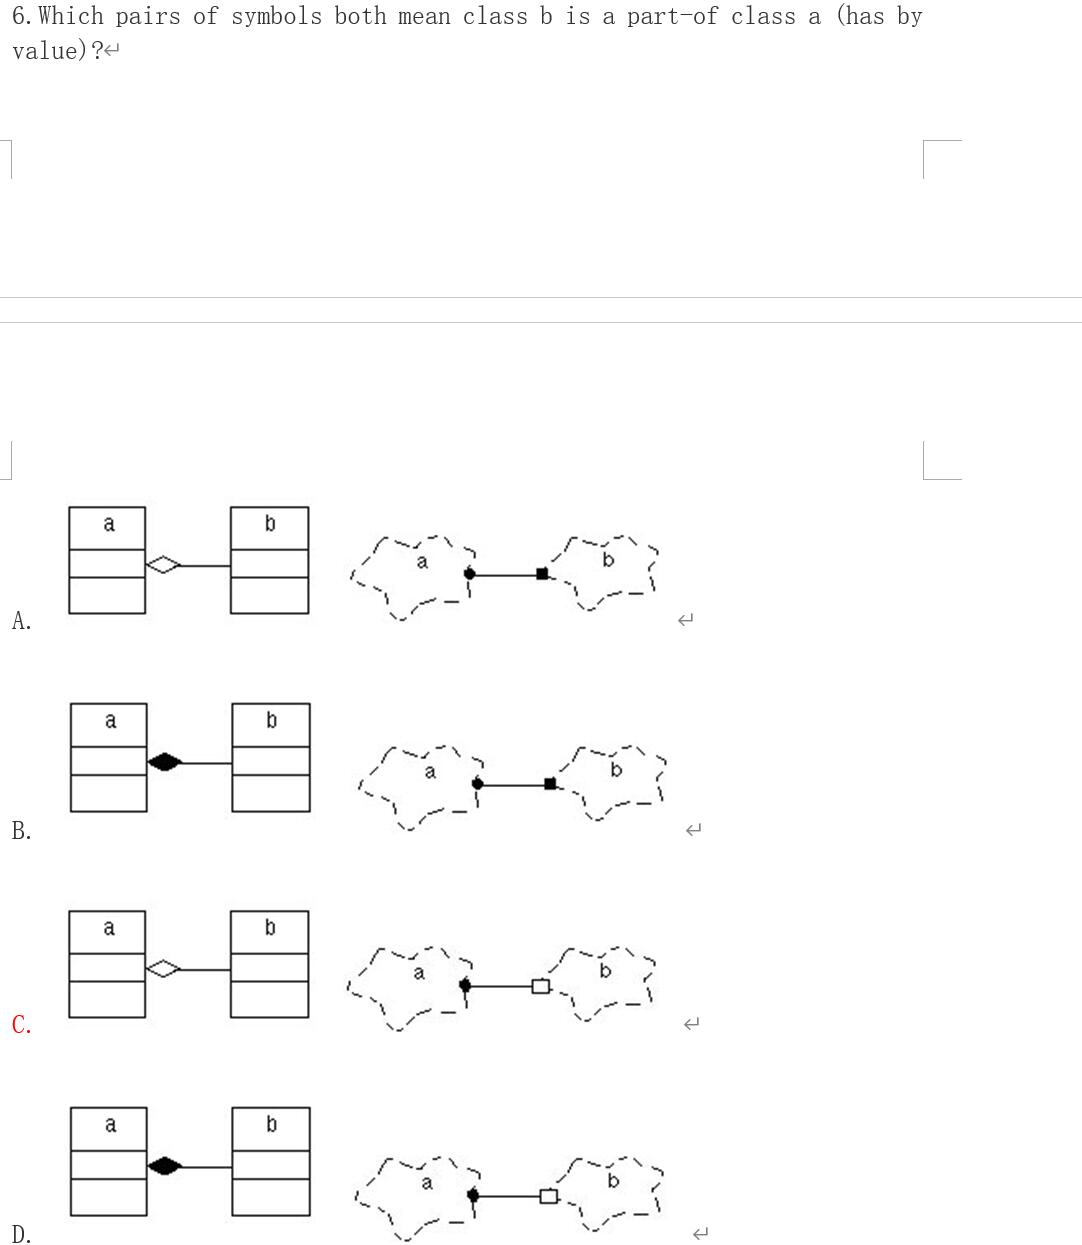 6.Which pairs of symbols both mean class b is a part-of class a (has by
value)?↵
a b a b
A. ↵
a b a b
B. ↵
a b a b
C. ↵
a b a b
D. ↵